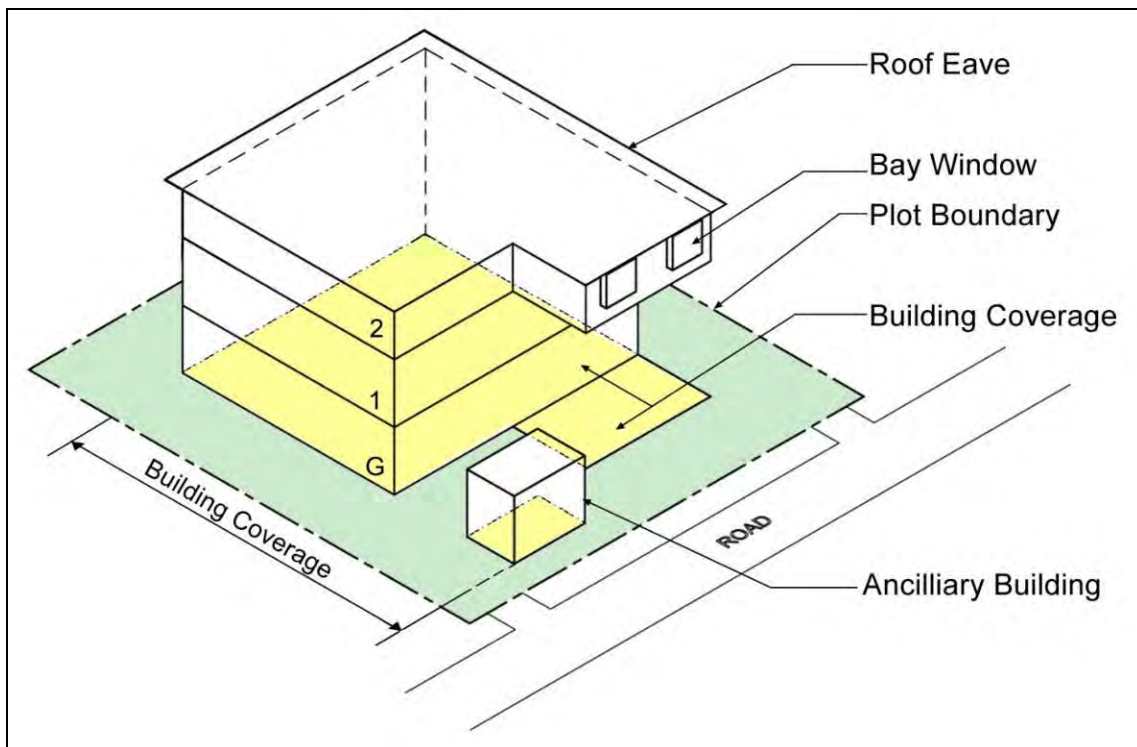 Roof Eave
Bay Window
Plot Boundary
Building Coverage
2
1
G
Building Coverage
ROAD
Ancilliary Building